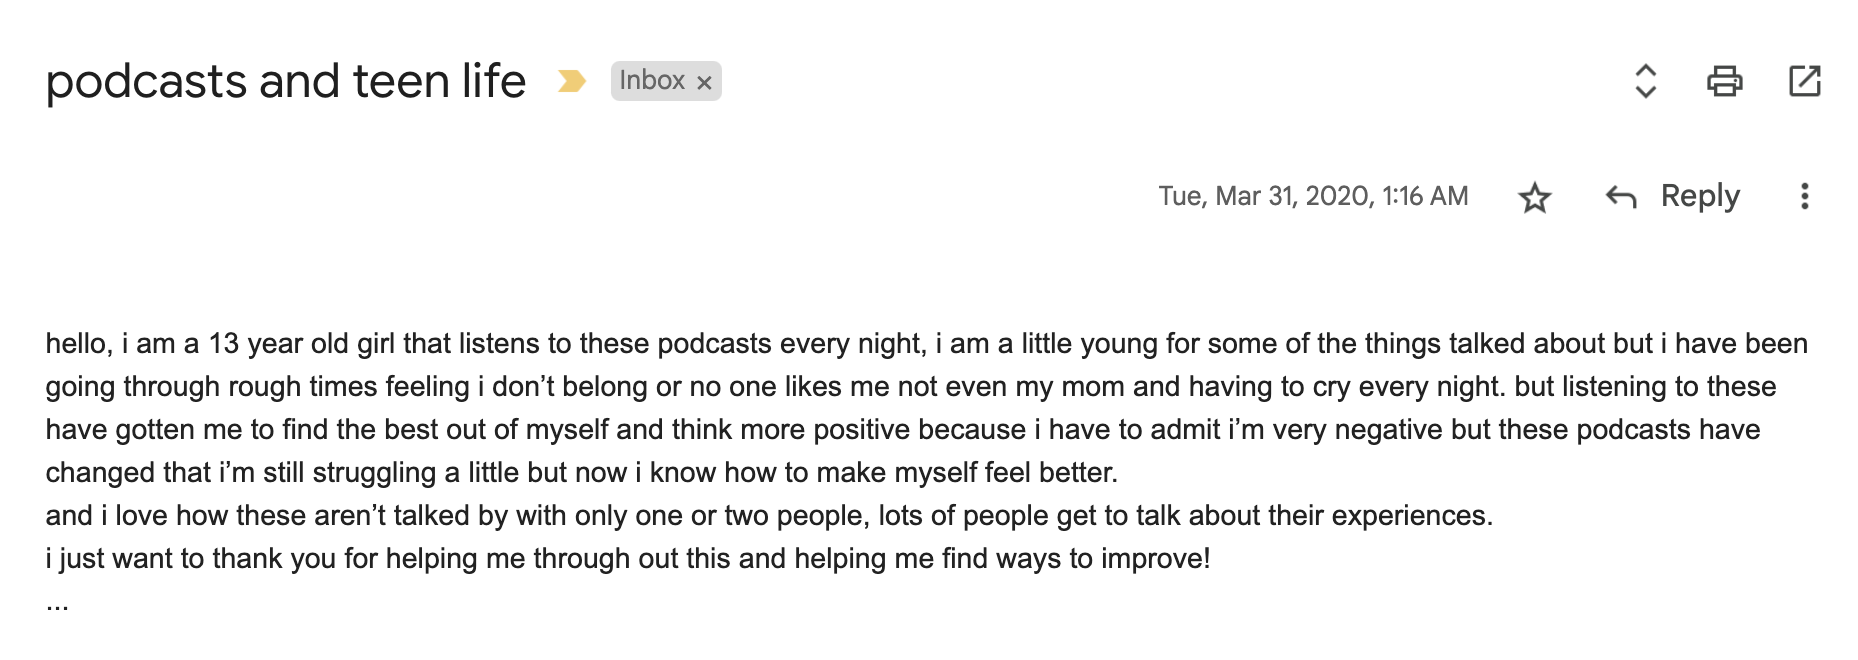 podcasts and teen life
Inbox ×
Tue, Mar 31, 2020, 1:16 AM
Reply
hello, i am a 13 year old girl that listens to these podcasts every night, i am a little young for some of the things talked about but i have been
going through rough times feeling i don’t belong or no one likes me not even my mom and having to cry every night. but listening to these
have gotten me to find the best out of myself and think more positive because i have to admit i’m very negative but these podcasts have
changed that i’m still struggling a little but now i know how to make myself feel better.
and i love how these aren’t talked by with only one or two people, lots of people get to talk about their experiences.
i just want to thank you for helping me through out this and helping me find ways to improve!
...